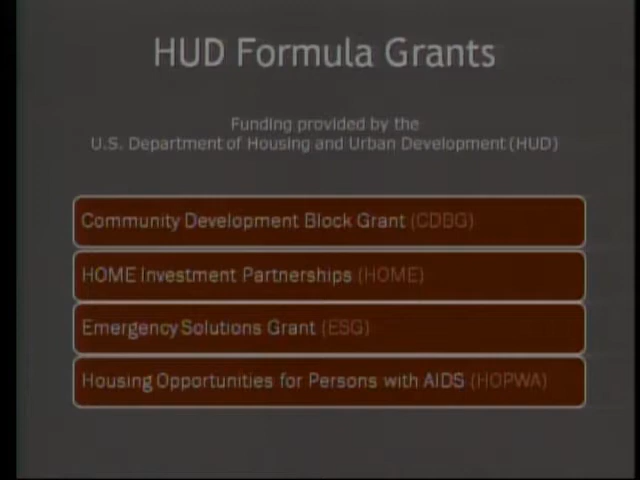 HUD Formula Grants
Funding provided by the
U.S. Department of Housing and Urban Development (HUD)
Community Development Block Grant (CDBG)
HOME Investment Partnerships (HOME)
Emergency Solutions Grant (ESG)
Housing Opportunities for Persons with AIDS (HOPWA)